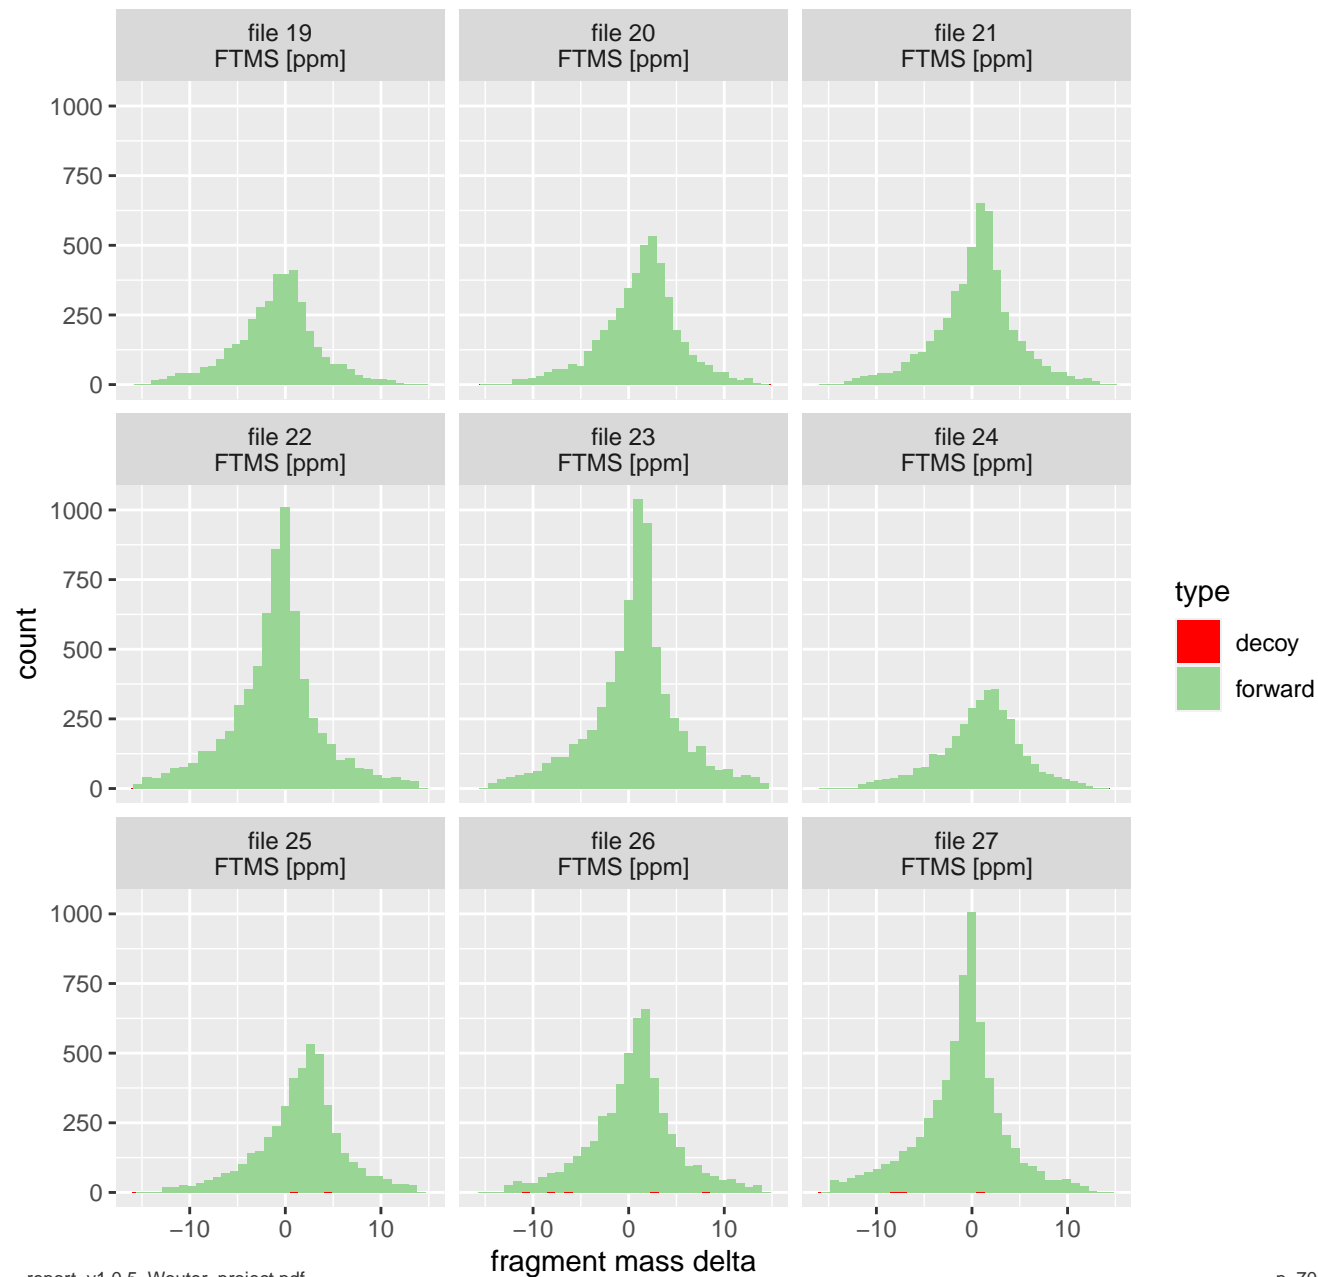 file 19
FTMS [ppm]
file 20
FTMS [ppm]
file 21
FTMS [ppm]
1000
750
500
250
0
file 22
FTMS [ppm]
file 23
FTMS [ppm]
file 24
FTMS [ppm]
1000
750
500
250
0
count
file 25
FTMS [ppm]
file 26
FTMS [ppm]
file 27
FTMS [ppm]
1000
750
500
250
0
−10 0 10
−10 0 10
−10 0 10
fragment mass delta
type
decoy
forward